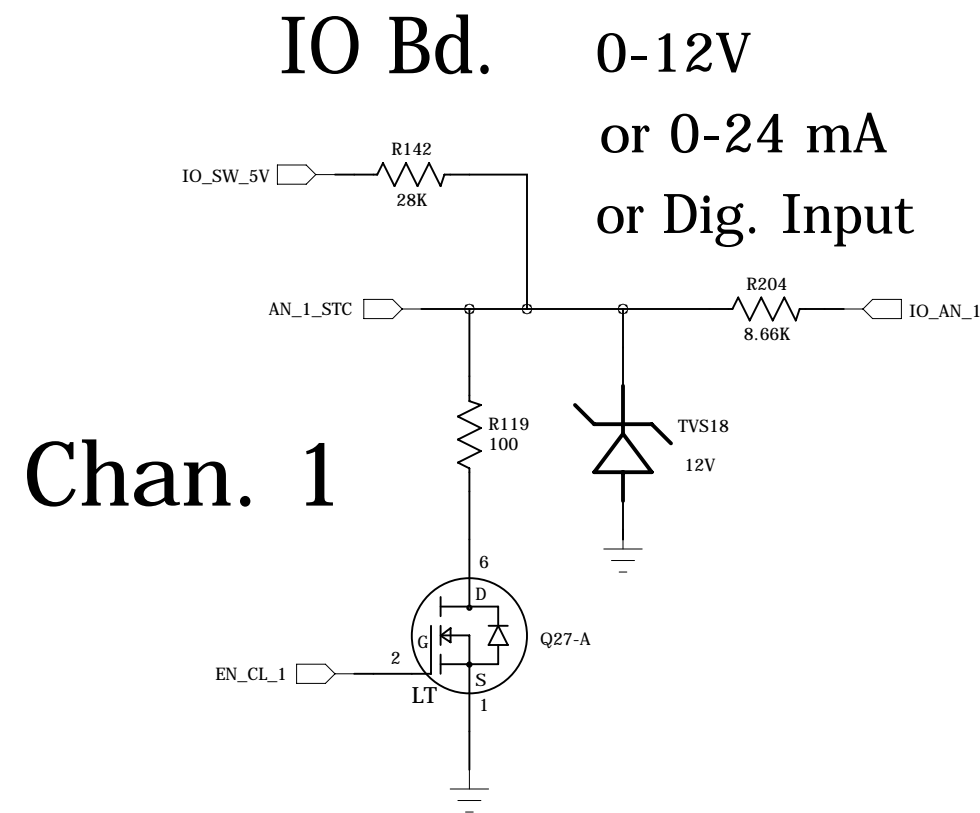 IO Bd.
0-12V
or 0-24 mA
or Dig. Input
R142
IO_SW_5V
28K
R204
AN_1_STC
IO_AN_1
8.66K
R119
100
TVS18
12V
Chan. 1
6
D
G
Q27-A
2
EN_CL_1
S
LT
1